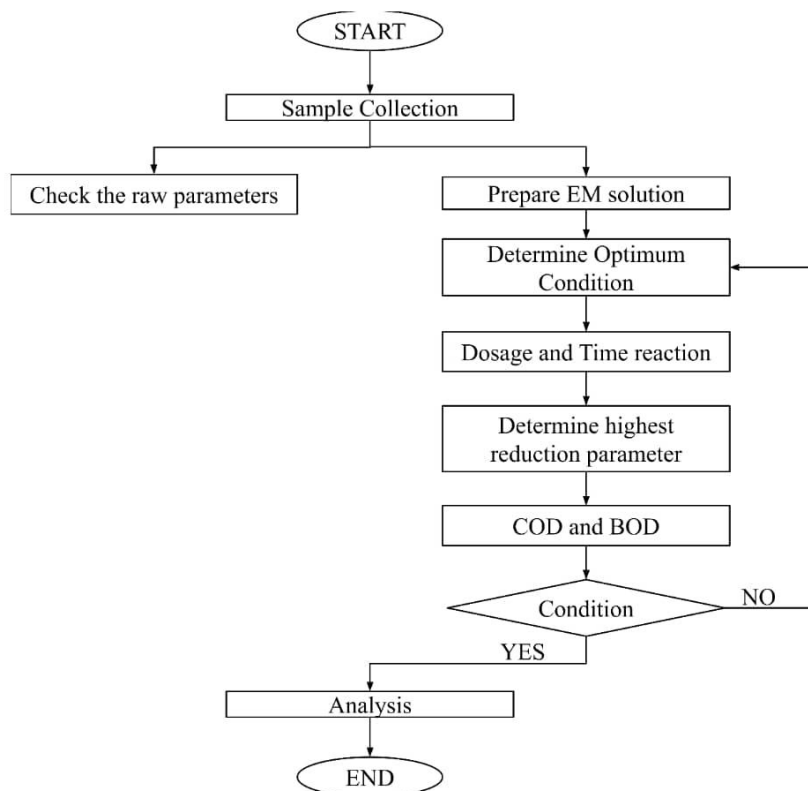 START
Sample Collection
Check the raw parameters
Prepare EM solution
Determine Optimum
Condition
Dosage and Time reaction
Determine highest
reduction parameter
COD and BOD
Condition
NO
YES
Analysis
END